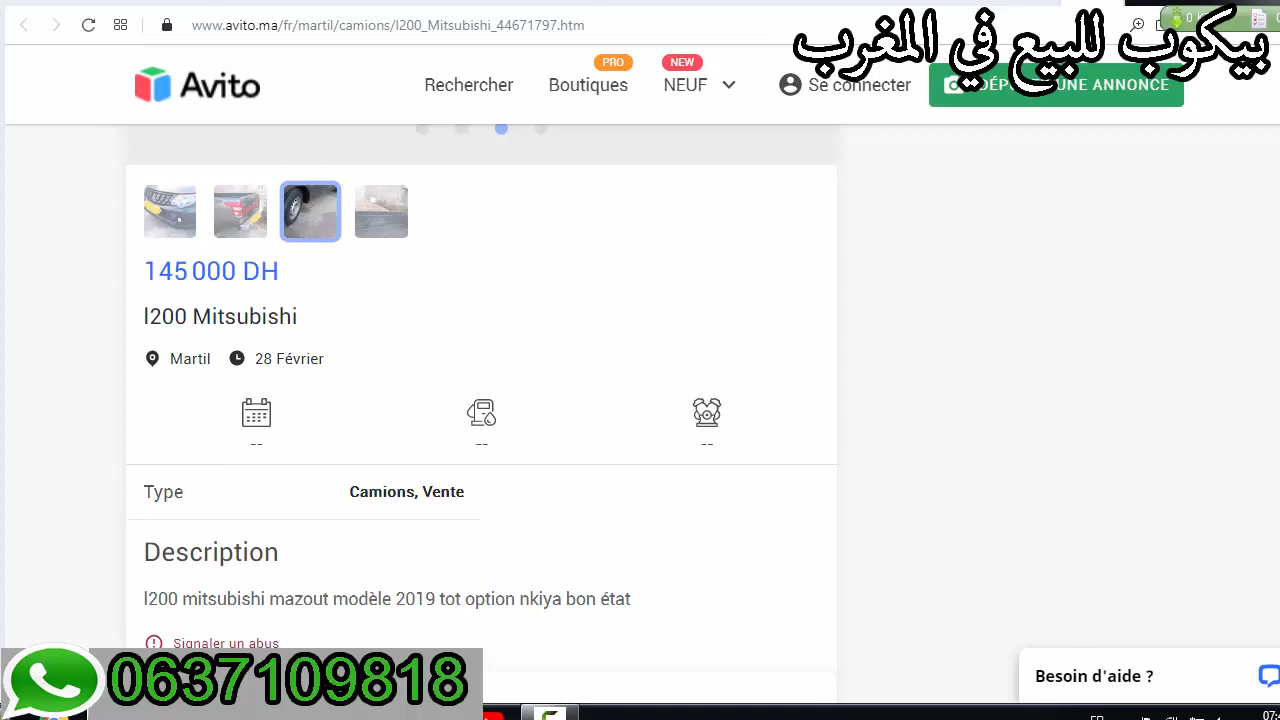 www.avito.ma/fr/martil/camions/l200_Mitsubishi_44671797.htm
بيكوب للبيع في المغرب
Avito
Rechercher
PRO
Boutiques
NEW
NEUF
Se connecter
145 000 DH
l200 Mitsubishi
Martil
28 Février
--
--
--
Type
Camions, Vente
Description
l200 mitsubishi mazout modèle 2019 tot option nkiya bon état
Signaler un abus
0637109818
Besoin d'aide ?